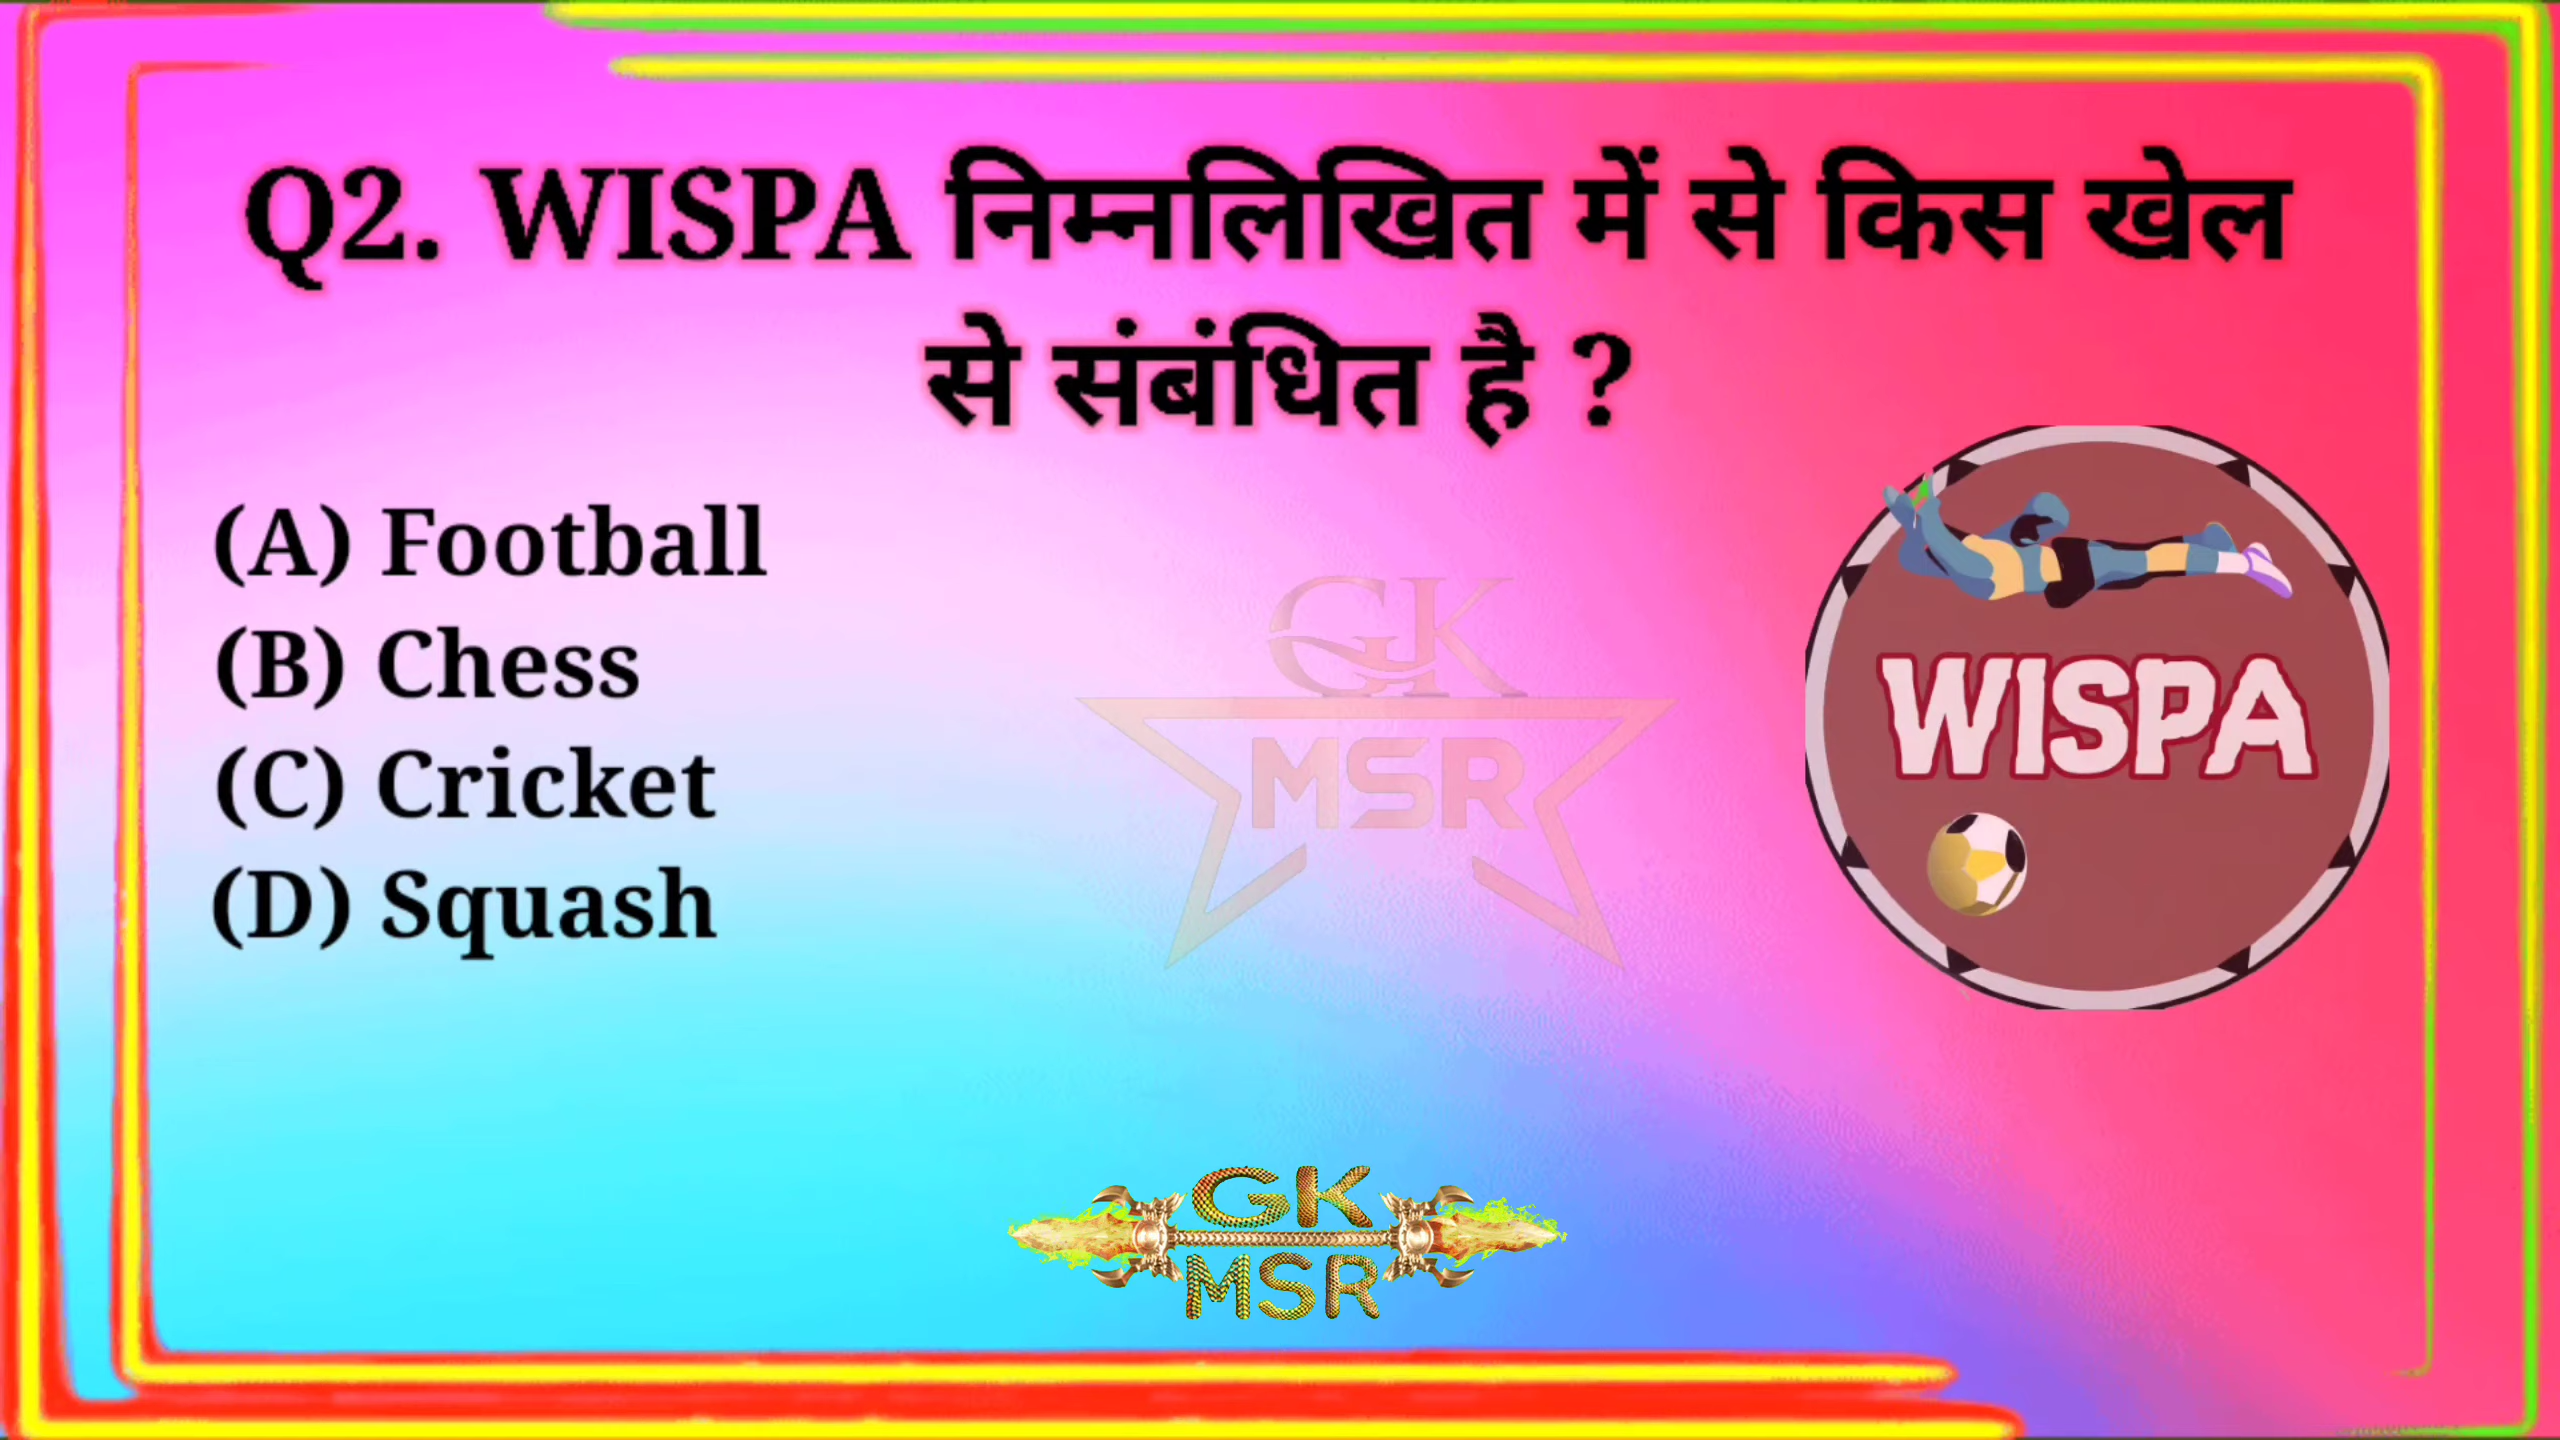 Q2. WISPA निम्नलिखित में से किस खेल
से संबंधित है ?
(A) Football
(B) Chess
(C) Cricket
(D) Squash
GK
MSR
WISPA
GK
MSR